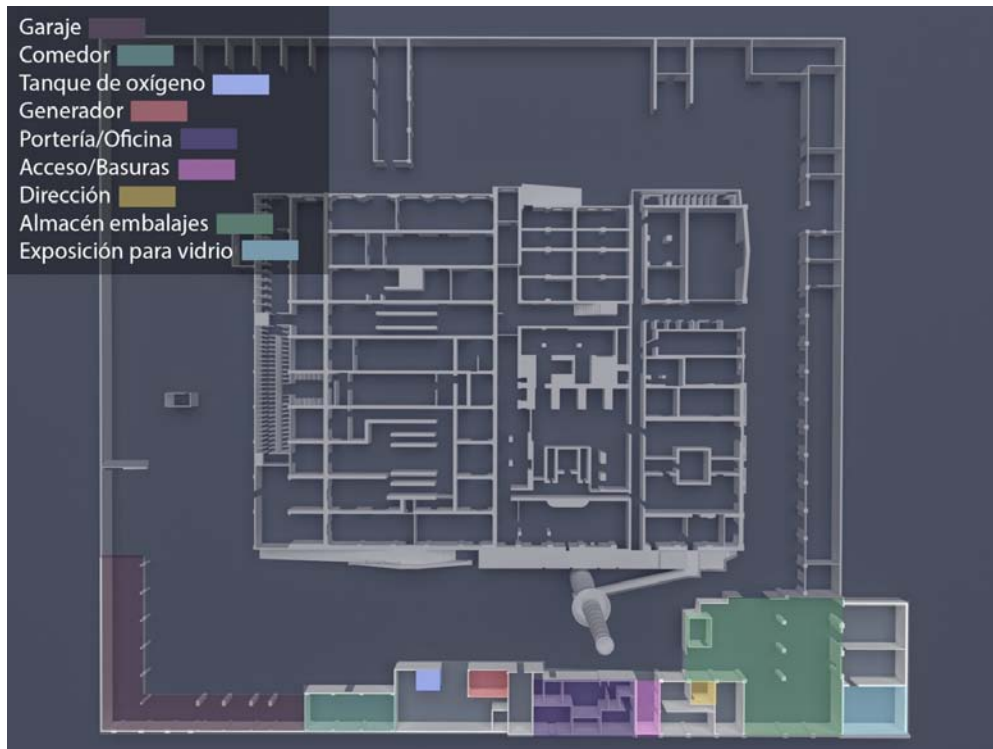 Garaje
Comedor
Tanque de oxígeno
Generador
Portería/Oficina
Acceso/Basuras
Dirección
Almacén embalajes
Exposición para vidrio